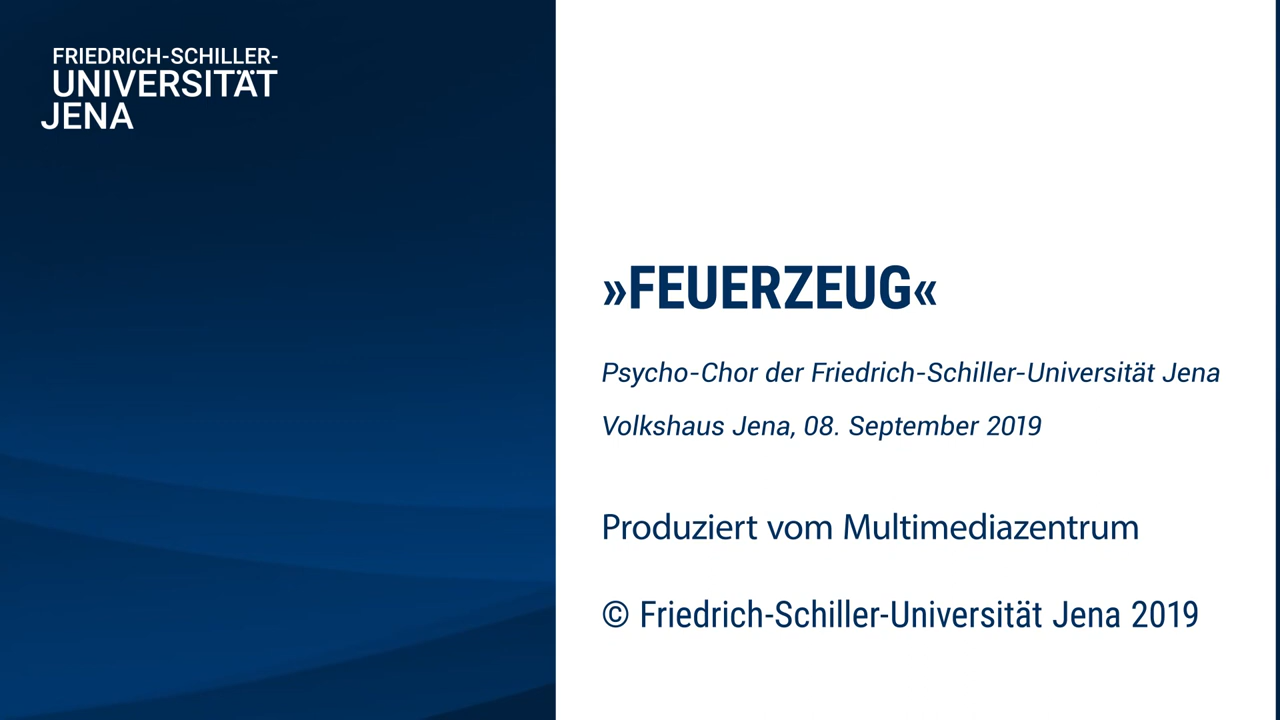 FRIEDRICH-SCHILLER-
UNIVERSITÄT
JENA
»FEUERZEUG«
Psycho-Chor der Friedrich-Schiller-Universität Jena
Volkshaus Jena, 08. September 2019
Produziert vom Multimediazentrum
© Friedrich-Schiller-Universität Jena 2019